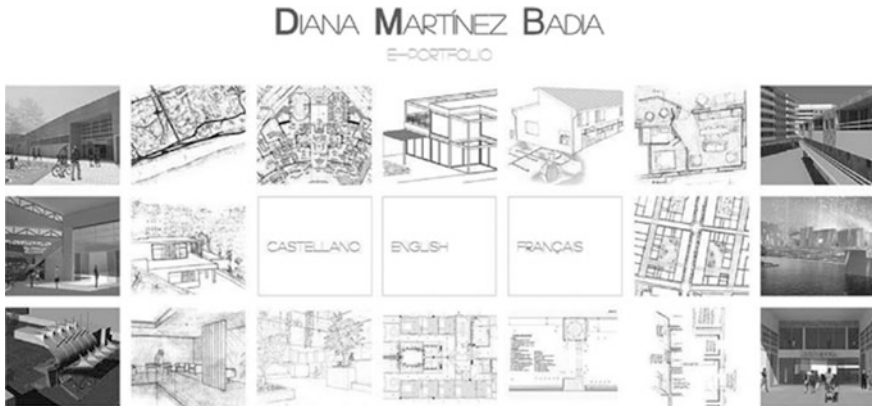 DIANA MARTÍNEZ BADIA
E-PORTFOLIO
CASTELLANO
ENGLISH
FRANÇAIS